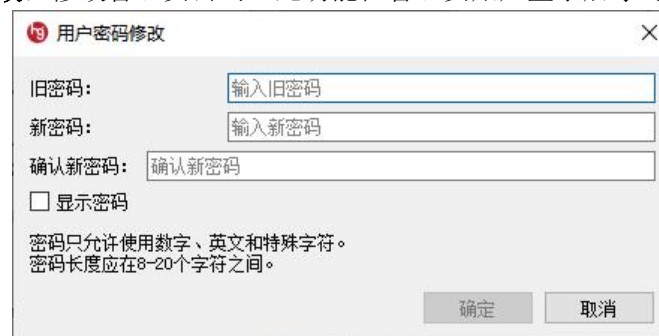 用户密码修改
旧密码： 输入旧密码
新密码： 输入新密码
确认新密码： 确认新密码
显示密码
密码只允许使用数字、英文和特殊字符。
密码长度应在8-20个字符之间。
确定 取消